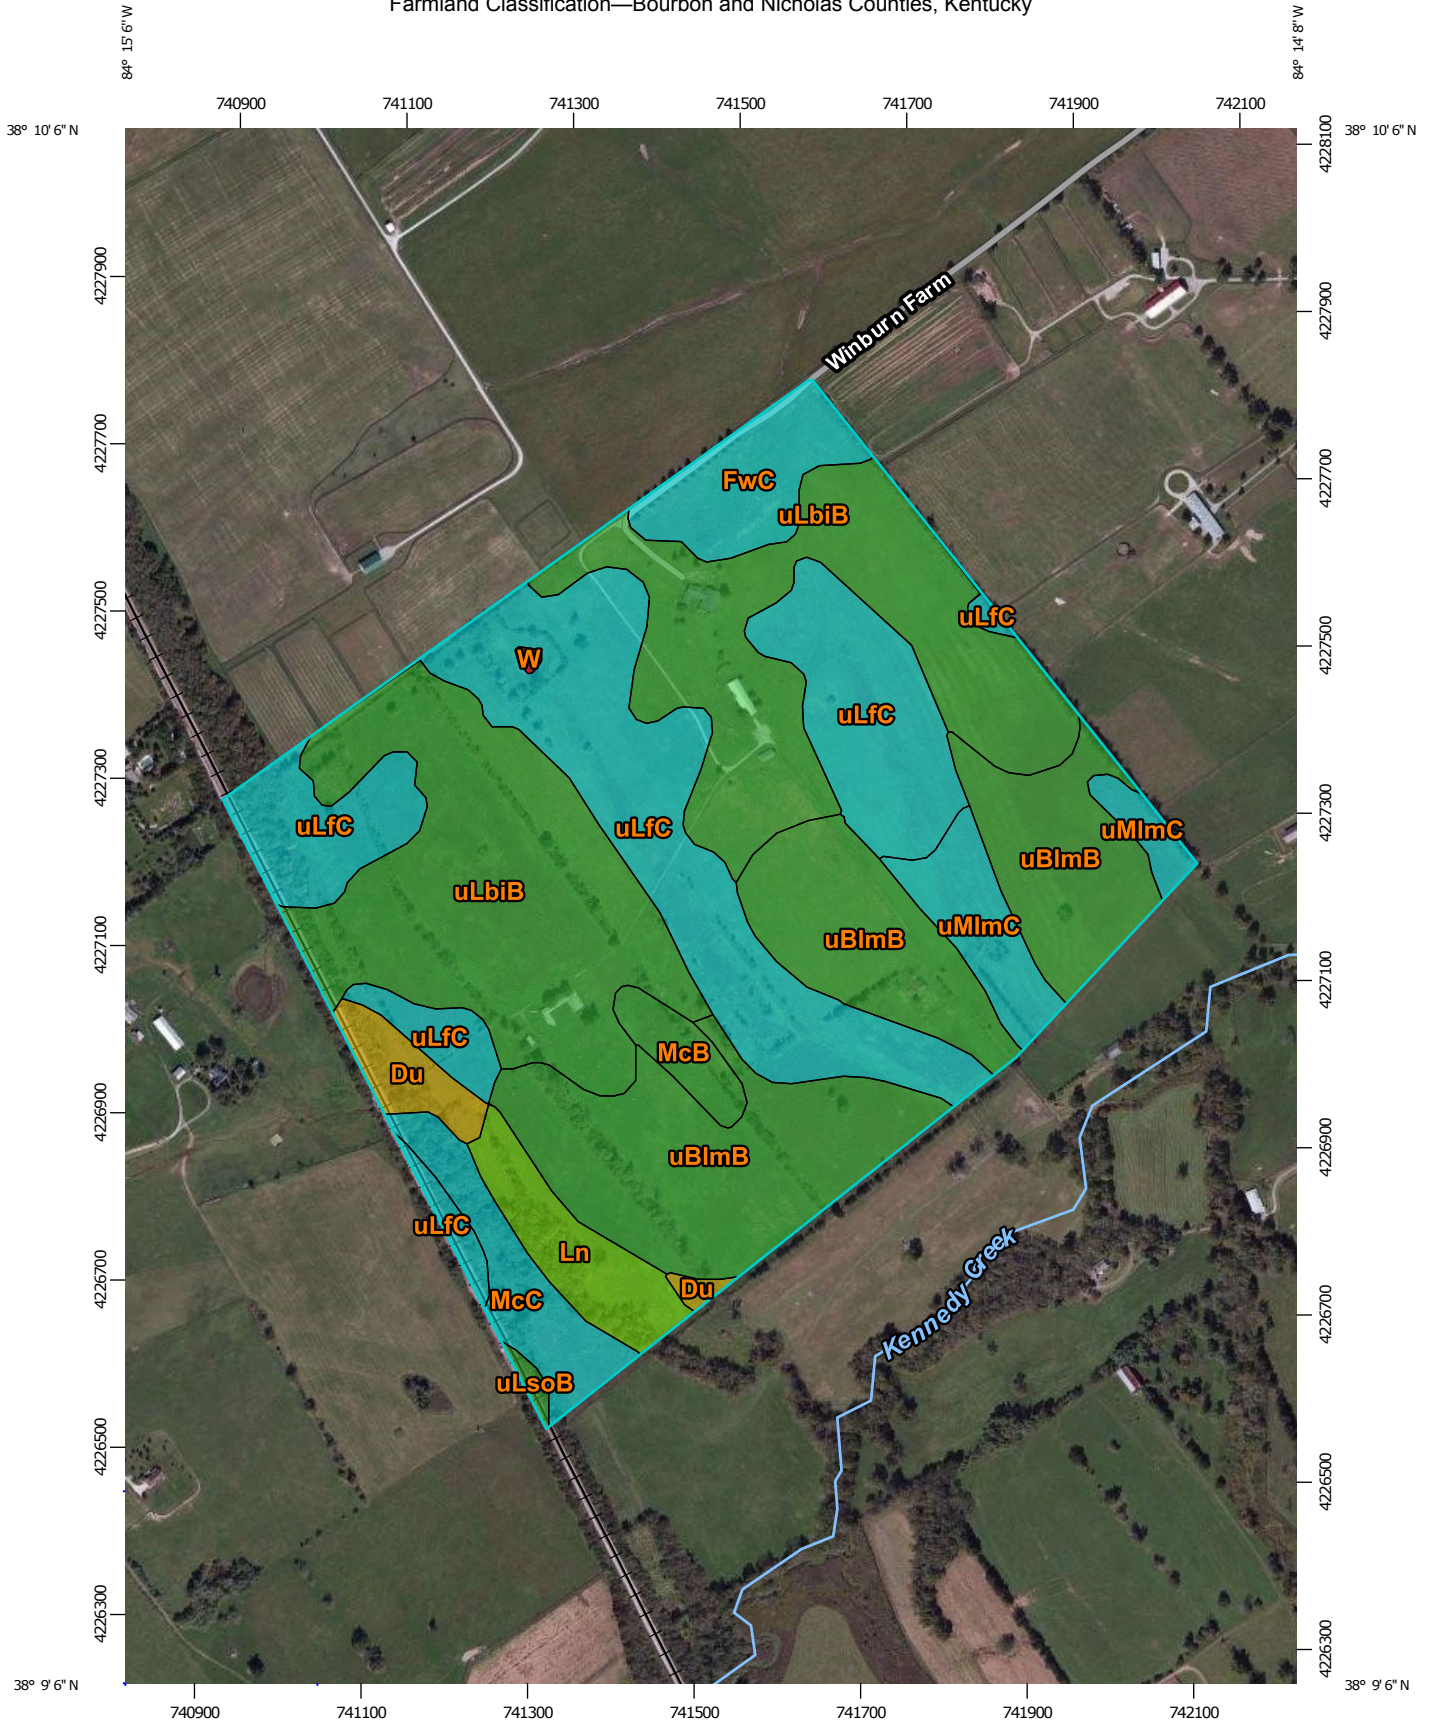 Farmland Classification—Bourbon and Nicholas Counties, Kentucky
84° 15' 6'' W
84° 14' 8'' W
740900
741100
741300
741500
741700
741900
742100
38° 10' 6'' N
38° 10' 6'' N
4228100
4227900
4227900
Winburn Farm
4227700
4227700
FwC
uLbiB
4227500
4227500
uLfC
W
uLfC
4227300
4227300
uLfC
uLfC
uMlmC
uBlmB
uLbiB
uMlmC
uBlmB
4227100
4227100
uLfC
McB
Du
4226900
4226900
uBlmB
uLfC
Ln
Kennedy Creek
4226700
4226700
Du
McC
uLsoB
4226500
4226500
4226300
4226300
38° 9' 6'' N
38° 9' 6'' N
740900
741100
741300
741500
741700
741900
742100